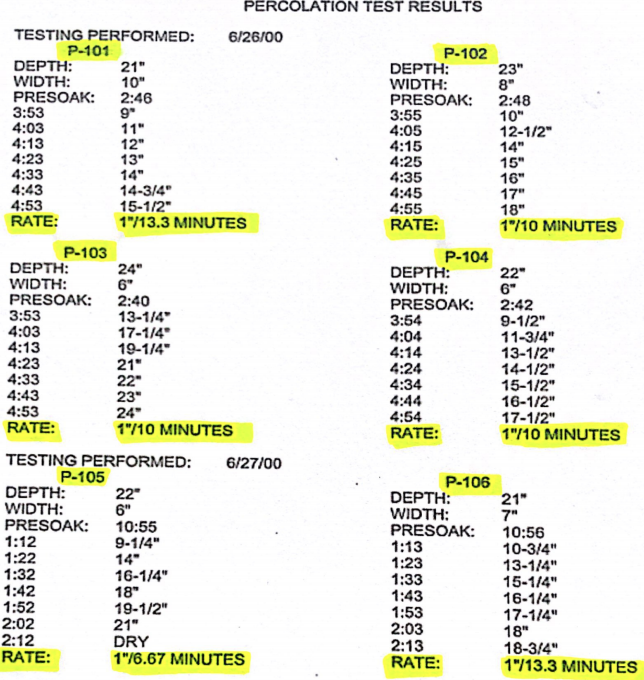 PERCOLATION TEST RESULTS
TESTING PERFORMED: 6/26/00
P-101
DEPTH: 21"
WIDTH: 10"
PRESOAK: 2:46
3:53 9"
4:03 11"
4:13 12"
4:23 13"
4:33 14"
4:43 14-3/4"
4:53 15-1/2"
RATE: 1"/13.3 MINUTES
P-102
DEPTH: 23"
WIDTH: 8"
PRESOAK: 2:48
3:55 10"
4:05 12-1/2"
4:15 14"
4:25 15"
4:35 16"
4:45 17"
4:55 18"
RATE: 1"/10 MINUTES
P-103
DEPTH: 24"
WIDTH: 6"
PRESOAK: 2:40
3:53 13-1/4"
4:03 17-1/4"
4:13 19-1/4"
4:23 21"
4:33 22"
4:43 23"
4:53 24"
RATE: 1"/10 MINUTES
P-104
DEPTH: 22"
WIDTH: 6"
PRESOAK: 2:42
3:54 9-1/2"
4:04 11-3/4"
4:14 13-1/2"
4:24 14-1/2"
4:34 15-1/2"
4:44 16-1/2"
4:54 17-1/2"
RATE: 1"/10 MINUTES
TESTING PERFORMED: 6/27/00
P-105
DEPTH: 22"
WIDTH: 6"
PRESOAK: 10:55
1:12 9-1/4"
1:22 14"
1:32 16-1/4"
1:42 18"
1:52 19-1/2"
2:02 21"
2:12 DRY
RATE: 1"/6.67 MINUTES
P-106
DEPTH: 21"
WIDTH: 7"
PRESOAK: 10:56
1:13 10-3/4"
1:23 13-1/4"
1:33 15-1/4"
1:43 16-1/4"
1:53 17-1/4"
2:03 18"
2:13 18-3/4"
RATE: 1"/13.3 MINUTES